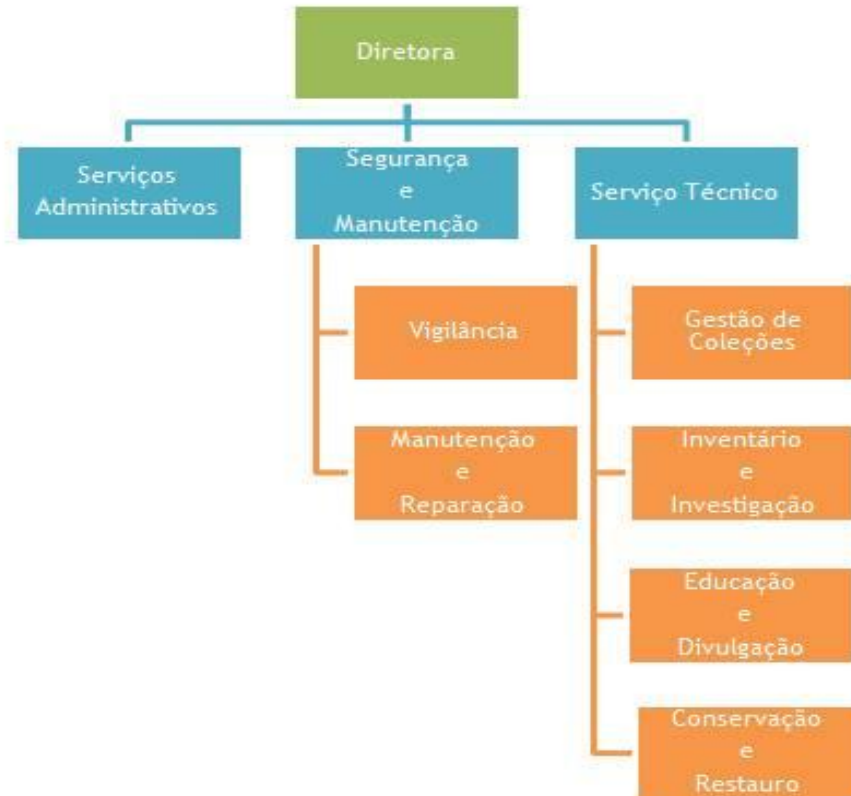 Diretora
Serviços
Administrativos
Segurança
e
Manutenção
Serviço Técnico
Vigilância
Manutenção
e
Reparação
Gestão de
Coleções
Inventário
e
Investigação
Educação
e
Divulgação
Conservação
e
Restauro